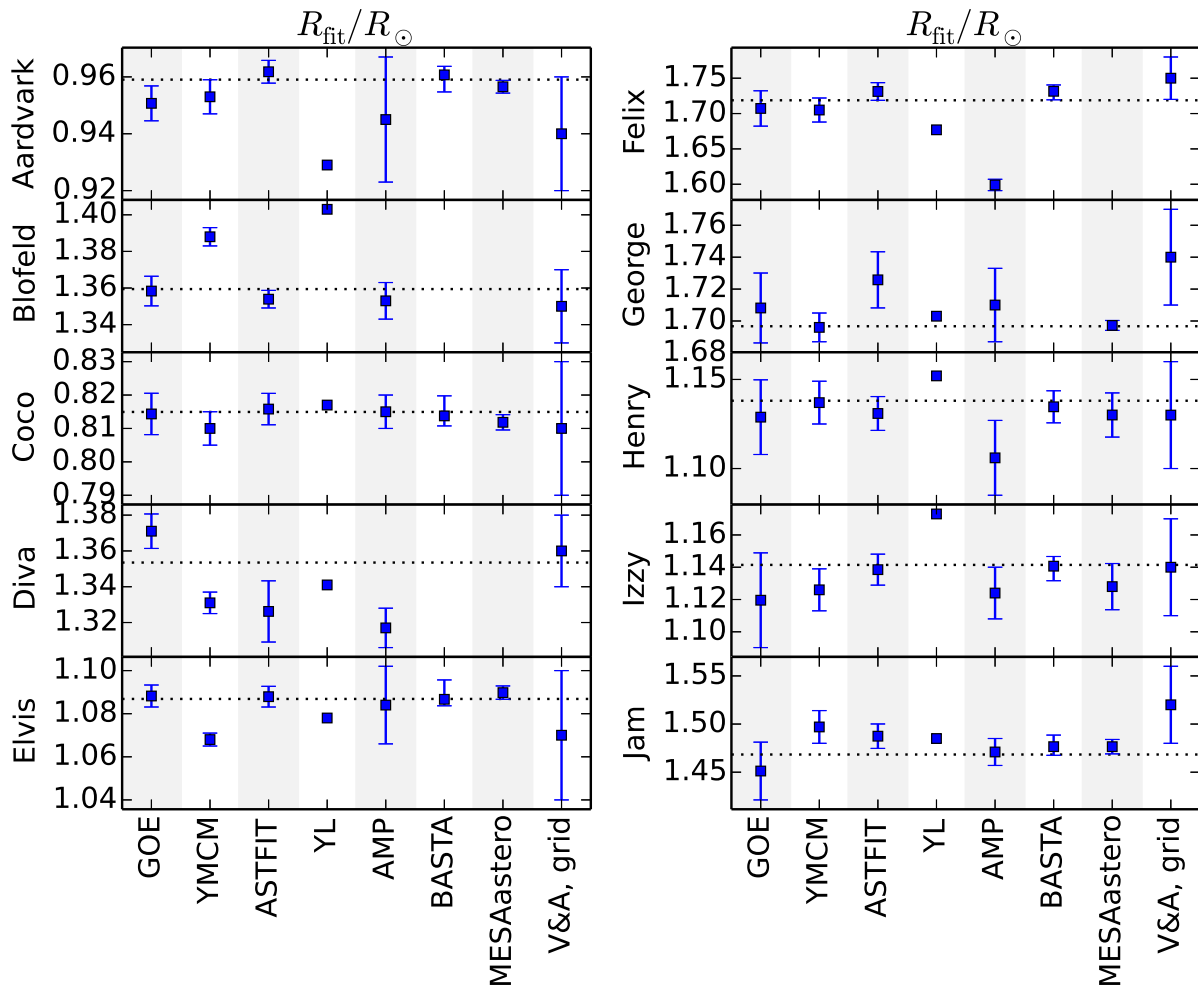 R_fit/R_⊙
Aardvark
0.96
0.94
0.92
Blofeld
1.40
1.38
1.36
1.34
Coco
0.83
0.82
0.81
0.80
0.79
Diva
1.38
1.36
1.34
1.32
Elvis
1.10
1.08
1.06
1.04
GOE
YMCM
ASTFIT
YL
AMP
BASTA
MESAastero
V&A, grid
R_fit/R_⊙
Felix
1.75
1.70
1.65
1.60
George
1.76
1.74
1.72
1.70
1.68
Henry
1.15
1.10
Izzy
1.16
1.14
1.12
1.10
Jam
1.55
1.50
1.45
GOE
YMCM
ASTFIT
YL
AMP
BASTA
MESAastero
V&A, grid